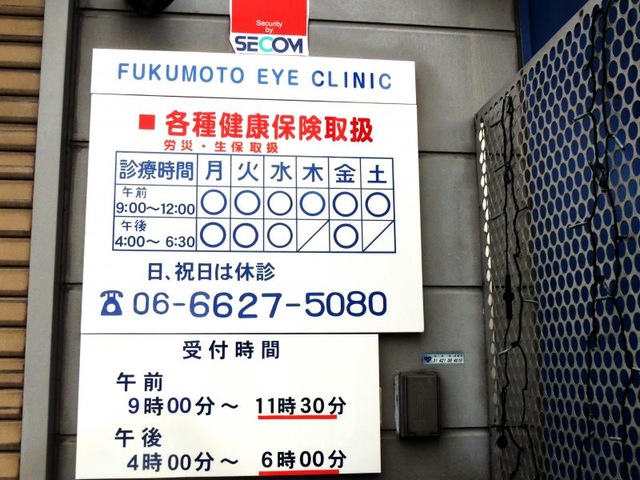 Security
by
SECOM
FUKUMOTO EYE CLINIC
■ 各種健康保険取扱
労災・生保取扱
診療時間 月 火 水 木 金 土
午前
9:00〜12:00 ○ ○ ○ ○ ○ ○
午後
4:00〜 6:30 ○ ○ ○ ／ ○ ／
日、祝日は休診
☎ 06-6627-5080
受付時間
午前
9時00分〜 11時30分
午後
4時00分〜 6時00分